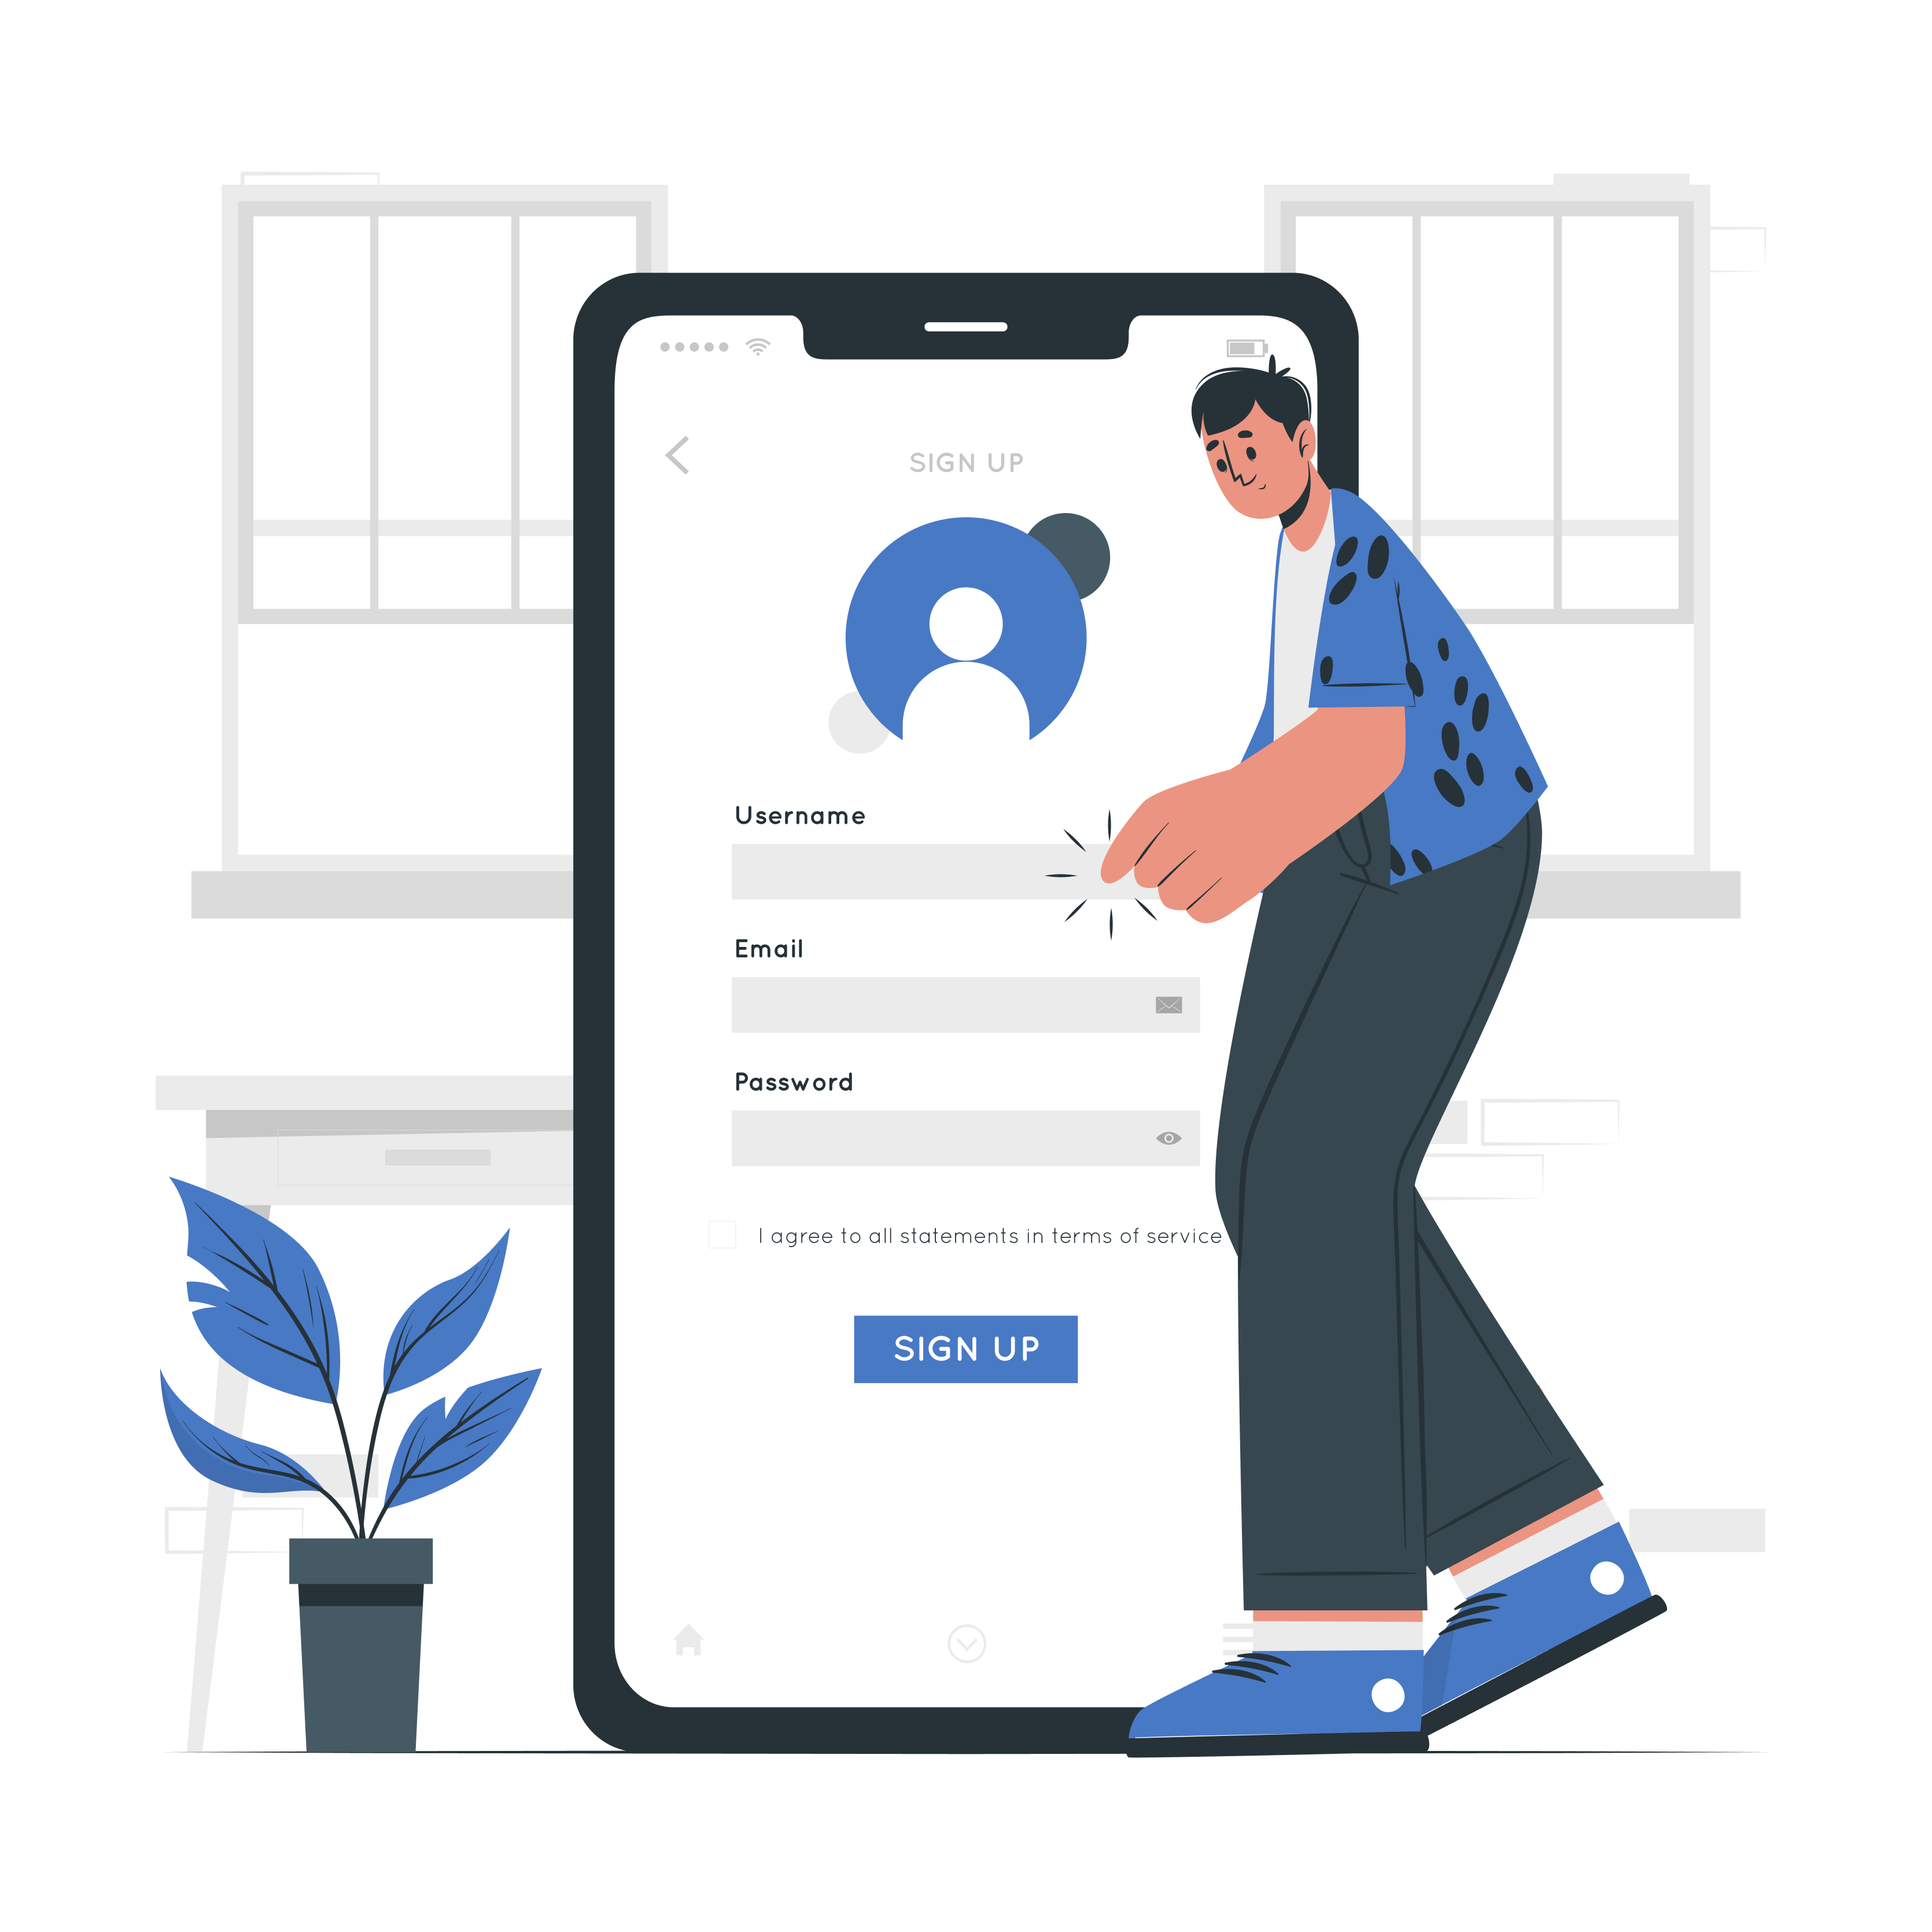 SIGN UP
Username
Email
Password
I agree to all statements in terms of service
SIGN UP